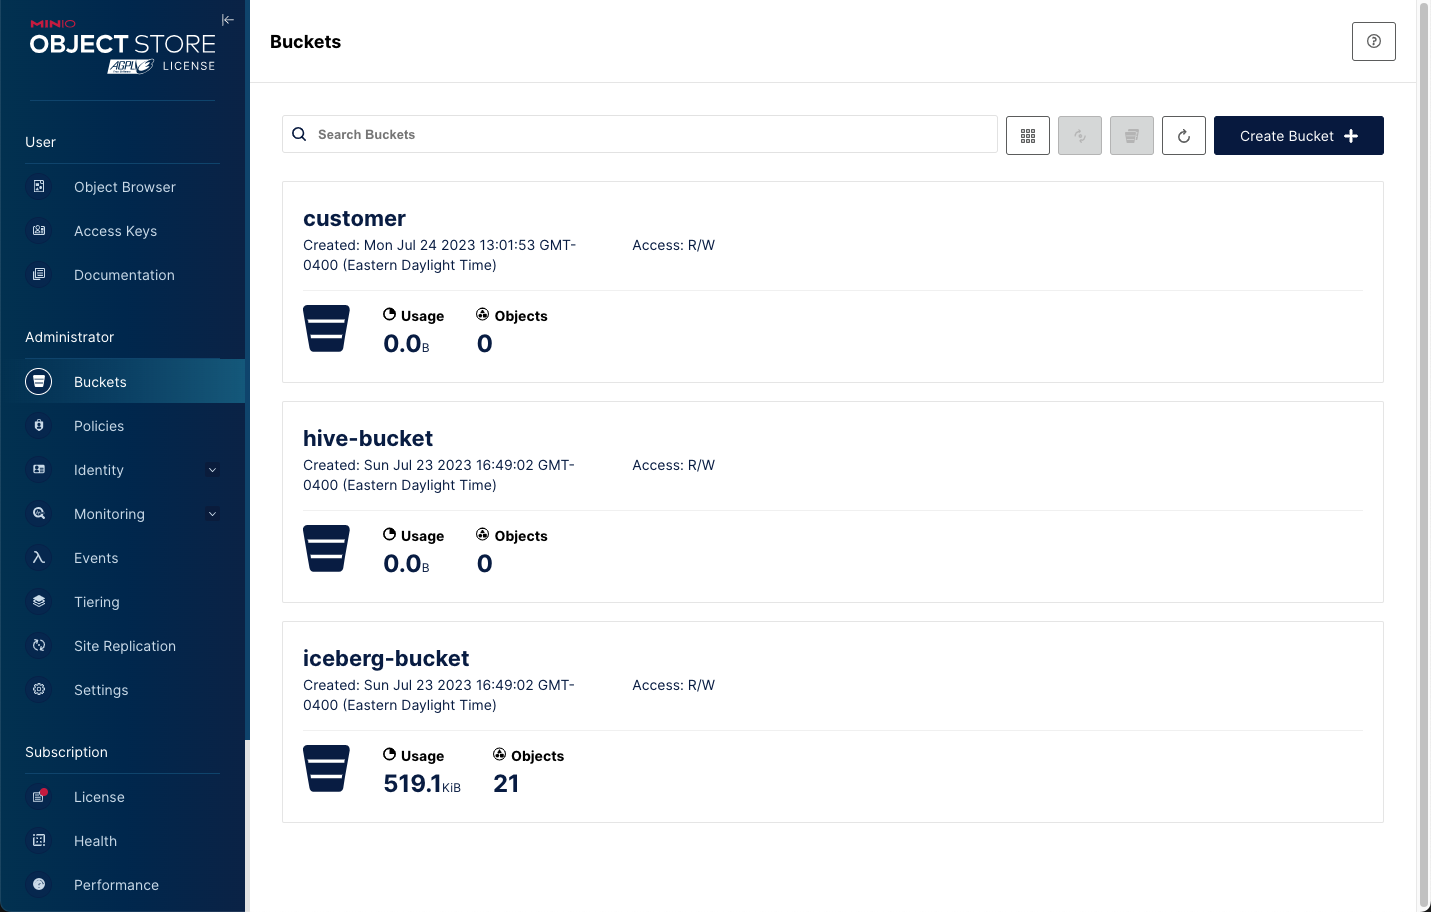 MINIO
OBJECT STORE
AGPLv3 LICENSE
User
Object Browser
Access Keys
Documentation
Administrator
Buckets
Policies
Identity
Monitoring
Events
Tiering
Site Replication
Settings
Subscription
License
Health
Performance
Buckets
Search Buckets
Create Bucket
customer
Created: Mon Jul 24 2023 13:01:53 GMT-
0400 (Eastern Daylight Time)
Access: R/W
Usage
0.0B
Objects
0
hive-bucket
Created: Sun Jul 23 2023 16:49:02 GMT-
0400 (Eastern Daylight Time)
Access: R/W
Usage
0.0B
Objects
0
iceberg-bucket
Created: Sun Jul 23 2023 16:49:02 GMT-
0400 (Eastern Daylight Time)
Access: R/W
Usage
519.1KiB
Objects
21